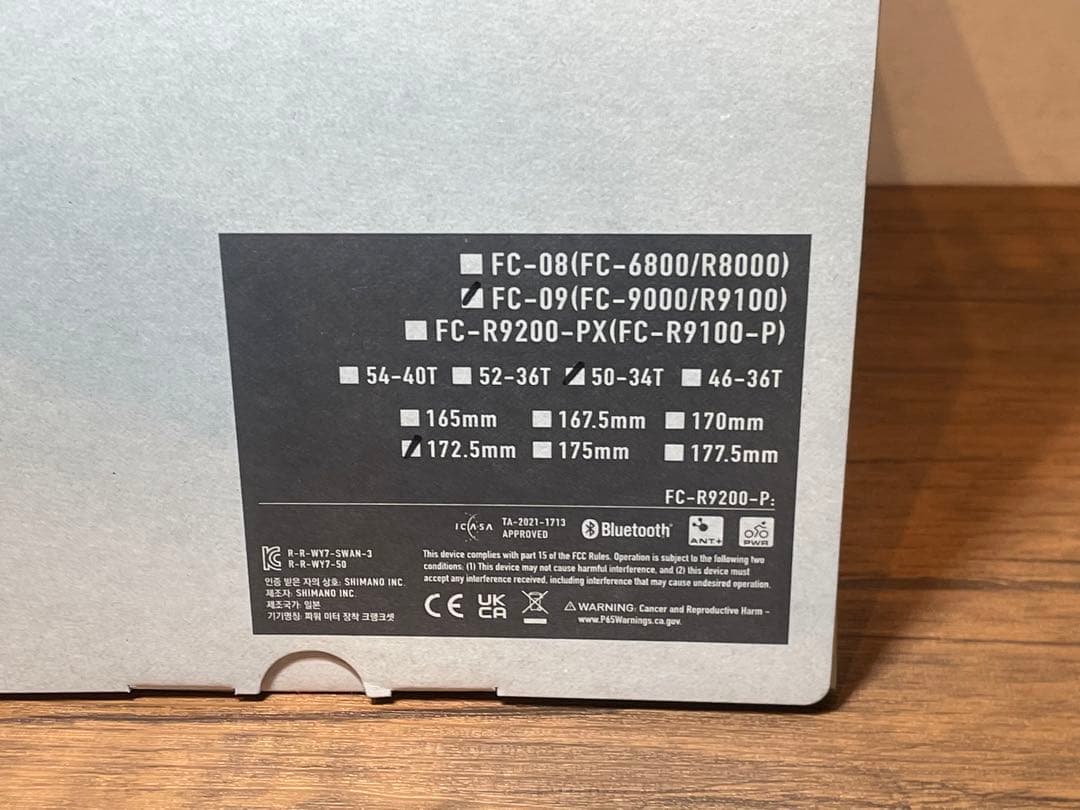 FC-08(FC-6800/R8000)
FC-09(FC-9000/R9100)
FC-R9200-PX(FC-R9100-P)
54-40T 52-36T 50-34T 46-36T
165mm 167.5mm 170mm
172.5mm 175mm 177.5mm
FC-R9200-P:
ICASA TA-2021-1713 APPROVED Bluetooth® ANT+ PWR
R-R-WY7-SWAN-3
R-R-WY7-50
인증 받은 자의 상호: SHIMANO INC.
제조자: SHIMANO INC.
제조국가: 일본
기기명칭: 파워 미터 장착 크랭크셋
This device complies with part 15 of the FCC Rules. Operation is subject to the following two
conditions: (1) This device may not cause harmful interference, and (2) this device must
accept any interference received, including interference that may cause undesired operation.
CE UK CA
WARNING: Cancer and Reproductive Harm -
www.P65Warnings.ca.gov.